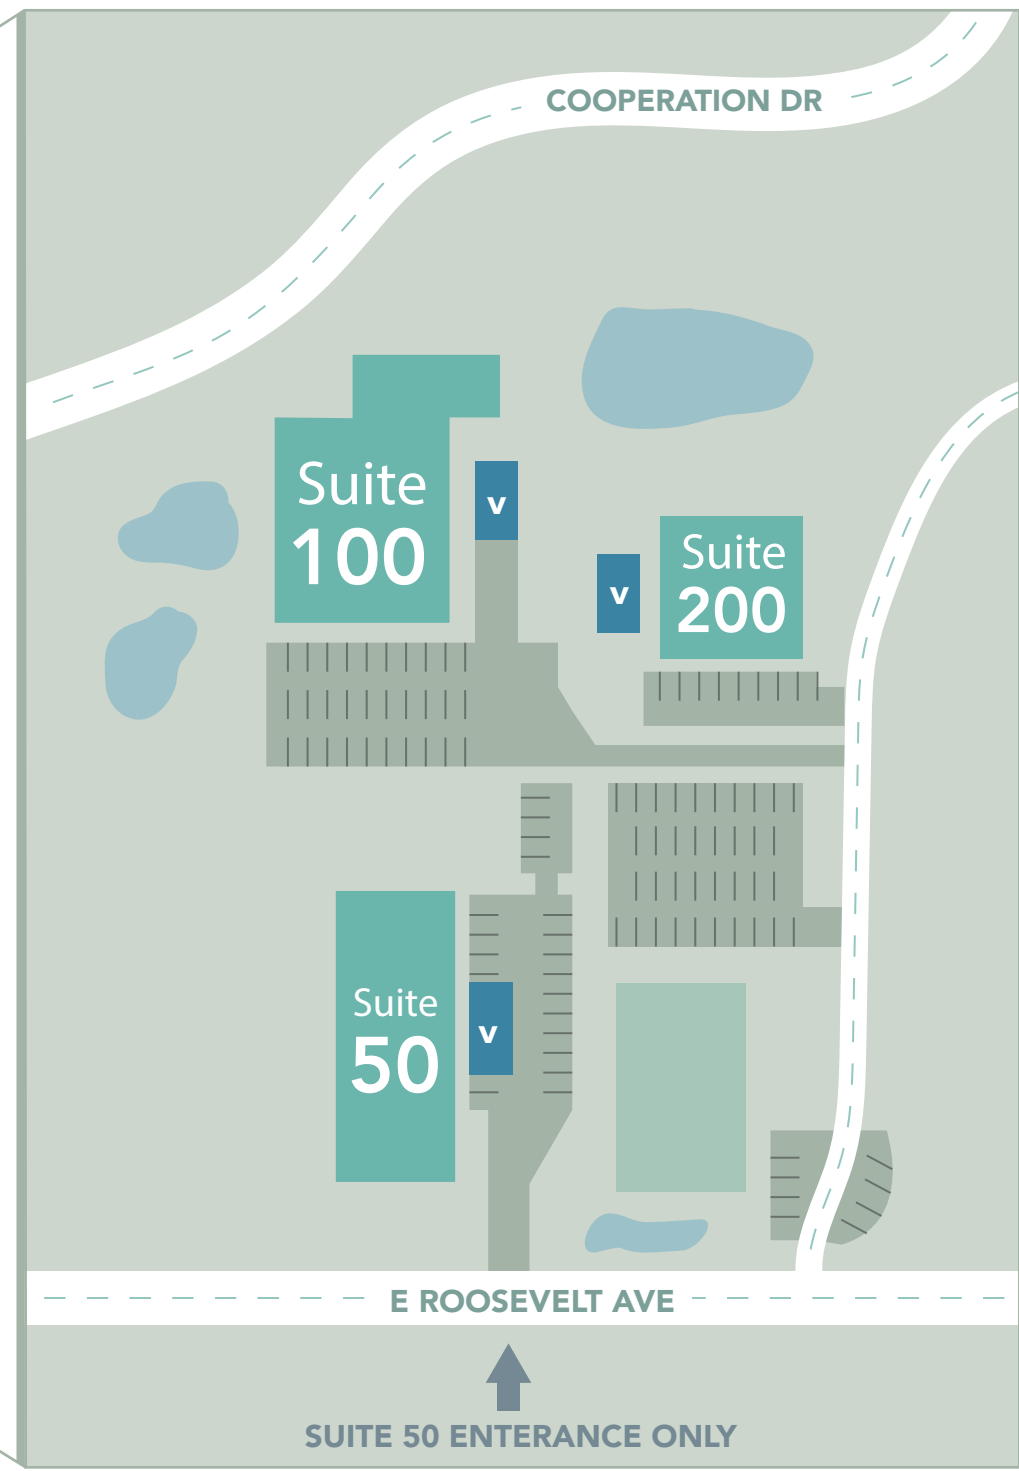 COOPERATION DR
Suite
100
v
v
Suite
200
Suite
50
v
E ROOSEVELT AVE
SUITE 50 ENTERANCE ONLY